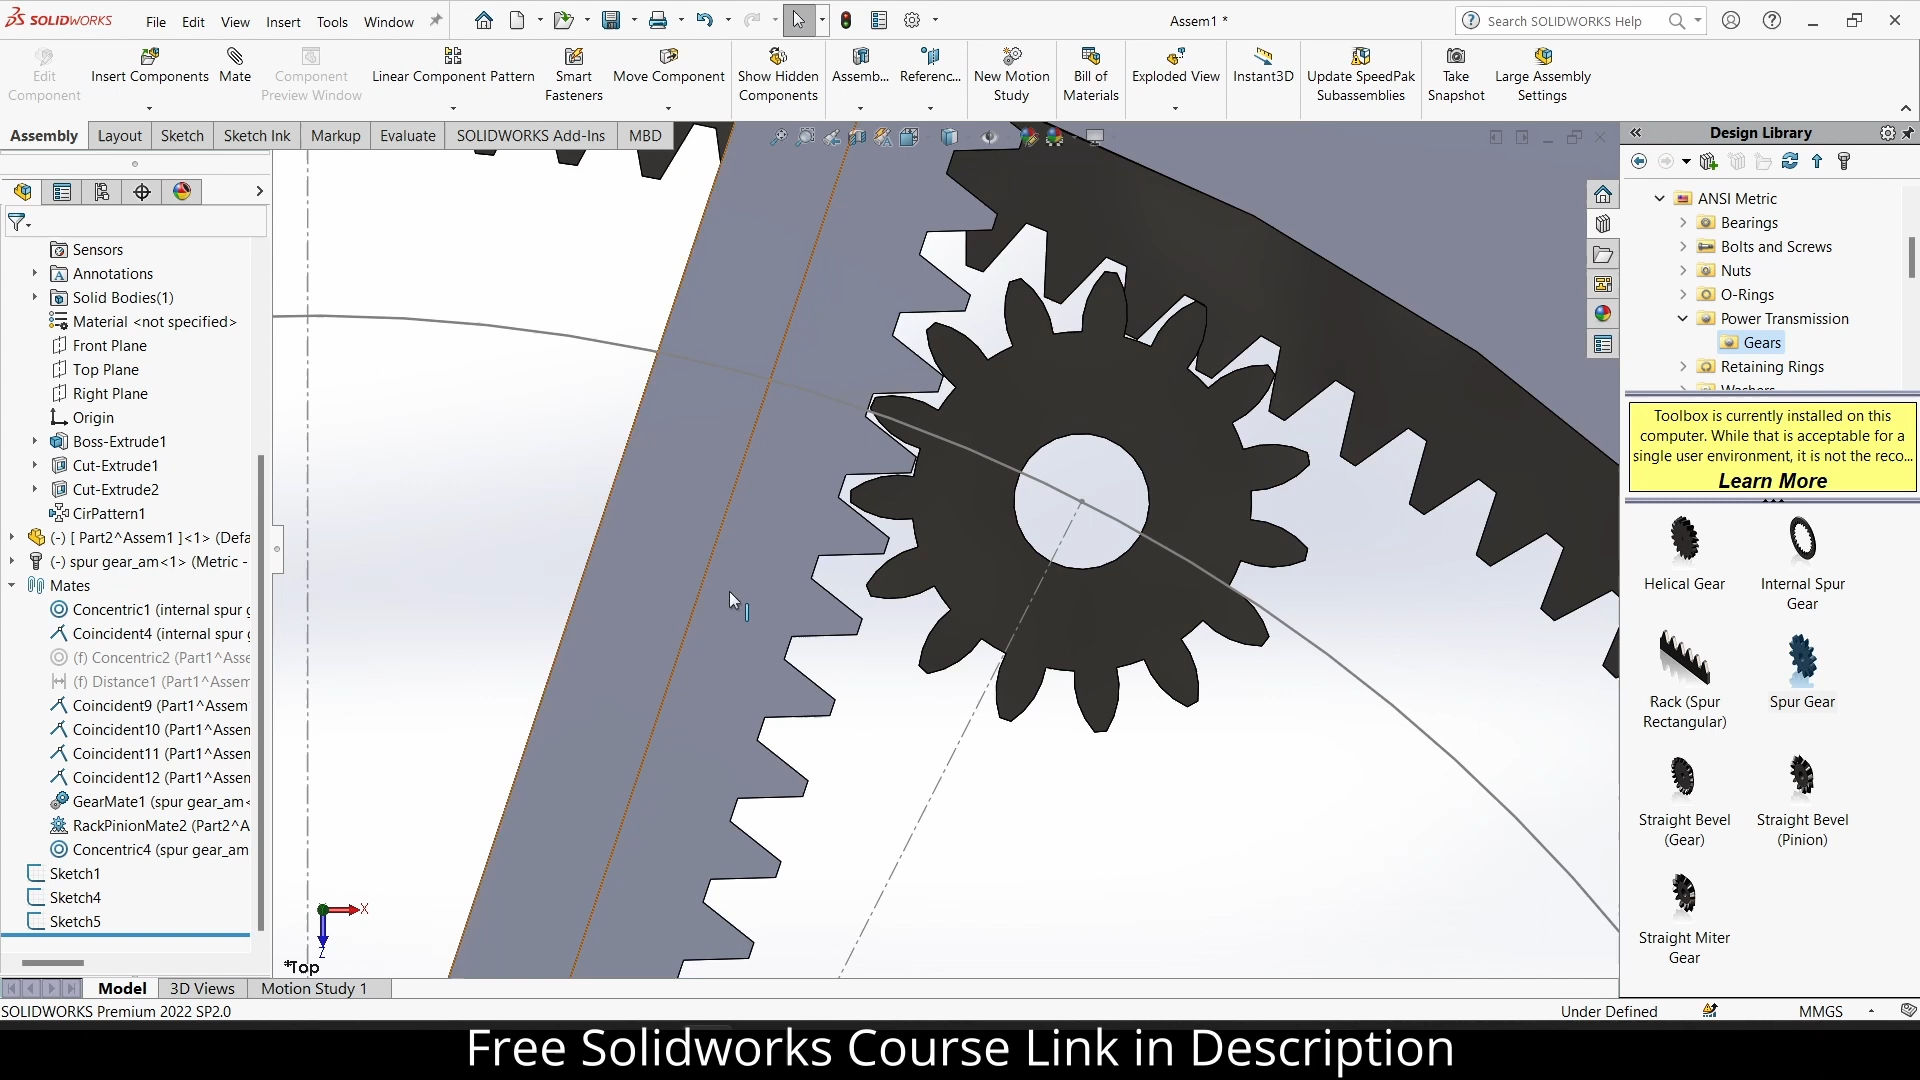 SOLIDWORKS File Edit View Insert Tools Window Assem1 * Search SOLIDWORKS Help
Edit Component
Insert Components
Mate
Component Preview Window
Linear Component Pattern
Smart Fasteners
Move Component
Show Hidden Components
Assemb...
Referenc...
New Motion Study
Bill of Materials
Exploded View
Instant3D
Update SpeedPak Subassemblies
Take Snapshot
Large Assembly Settings
Assembly Layout Sketch Sketch Ink Markup Evaluate SOLIDWORKS Add-Ins MBD
Sensors
Annotations
Solid Bodies(1)
Material <not specified>
Front Plane
Top Plane
Right Plane
Origin
Boss-Extrude1
Cut-Extrude1
Cut-Extrude2
CirPattern1
(-) [ Part2^Assem1 ]<1> (Defa
(-) spur gear_am<1> (Metric -
Mates
Concentric1 (internal spur g
Coincident4 (internal spur g
(f) Concentric2 (Part1^Asse
(f) Distance1 (Part1^Assem
Coincident9 (Part1^Assem
Coincident10 (Part1^Assen
Coincident11 (Part1^Assen
Coincident12 (Part1^Assen
GearMate1 (spur gear_am<
RackPinionMate2 (Part2^A
Concentric4 (spur gear_am
Sketch1
Sketch4
Sketch5
X
Z
*Top
Design Library
ANSI Metric
Bearings
Bolts and Screws
Nuts
O-Rings
Power Transmission
Gears
Retaining Rings
Washers
Toolbox is currently installed on this
computer. While that is acceptable for a
single user environment, it is not the reco...
Learn More
Helical Gear
Internal Spur Gear
Rack (Spur Rectangular)
Spur Gear
Straight Bevel (Gear)
Straight Bevel (Pinion)
Straight Miter Gear
Model 3D Views Motion Study 1
SOLIDWORKS Premium 2022 SP2.0 Under Defined MMGS
Free Solidworks Course Link in Description